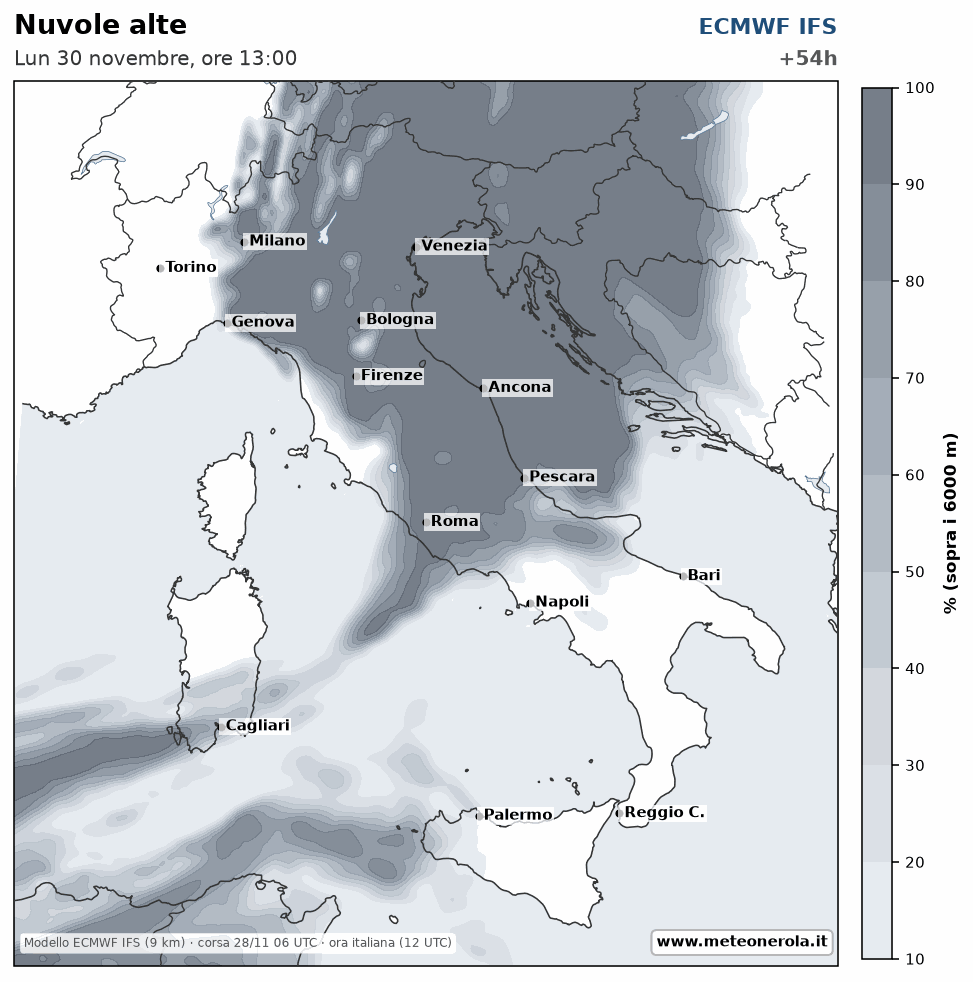 Nuvole alte
ECMWF IFS
Lun 30 novembre, ore 13:00
+54h
Milano
Venezia
Torino
Genova
Bologna
Firenze
Ancona
Pescara
Roma
Bari
Napoli
Cagliari
Palermo
Reggio C.
100
90
80
70
60
50
40
30
20
10
% (sopra i 6000 m)
Modello ECMWF IFS (9 km) · corsa 28/11 06 UTC · ora italiana (12 UTC)
www.meteonerola.it